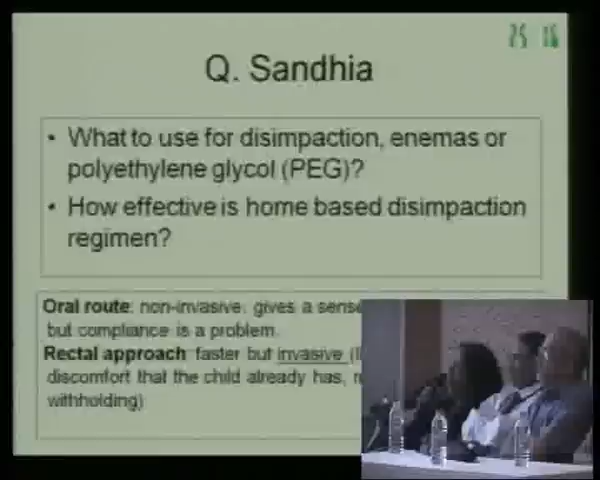 25 16
Q. Sandhia
• What to use for disimpaction, enemas or
polyethylene glycol (PEG)?
• How effective is home based disimpaction
regimen?
Oral route: non-invasive: gives a sense
but compliance is a problem.
Rectal approach: faster but invasive
discomfort that the child already has,
withholding)